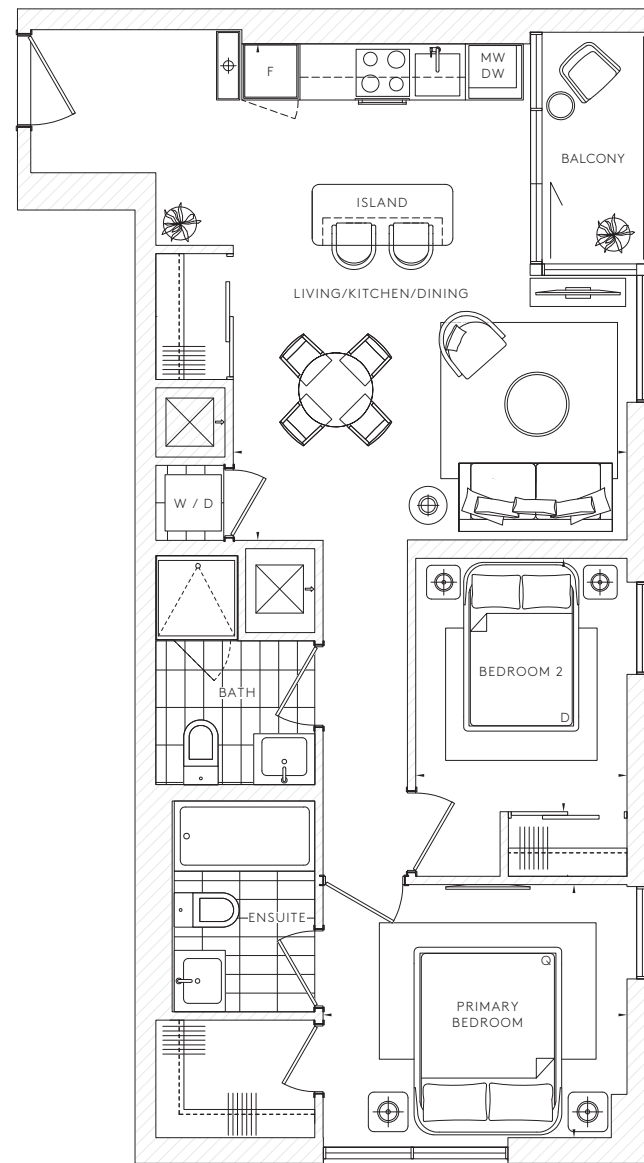 F
MW
DW
BALCONY
ISLAND
LIVING/KITCHEN/DINING
W / D
BEDROOM 2
BATH
D
ENSUITE
Q
PRIMARY
BEDROOM